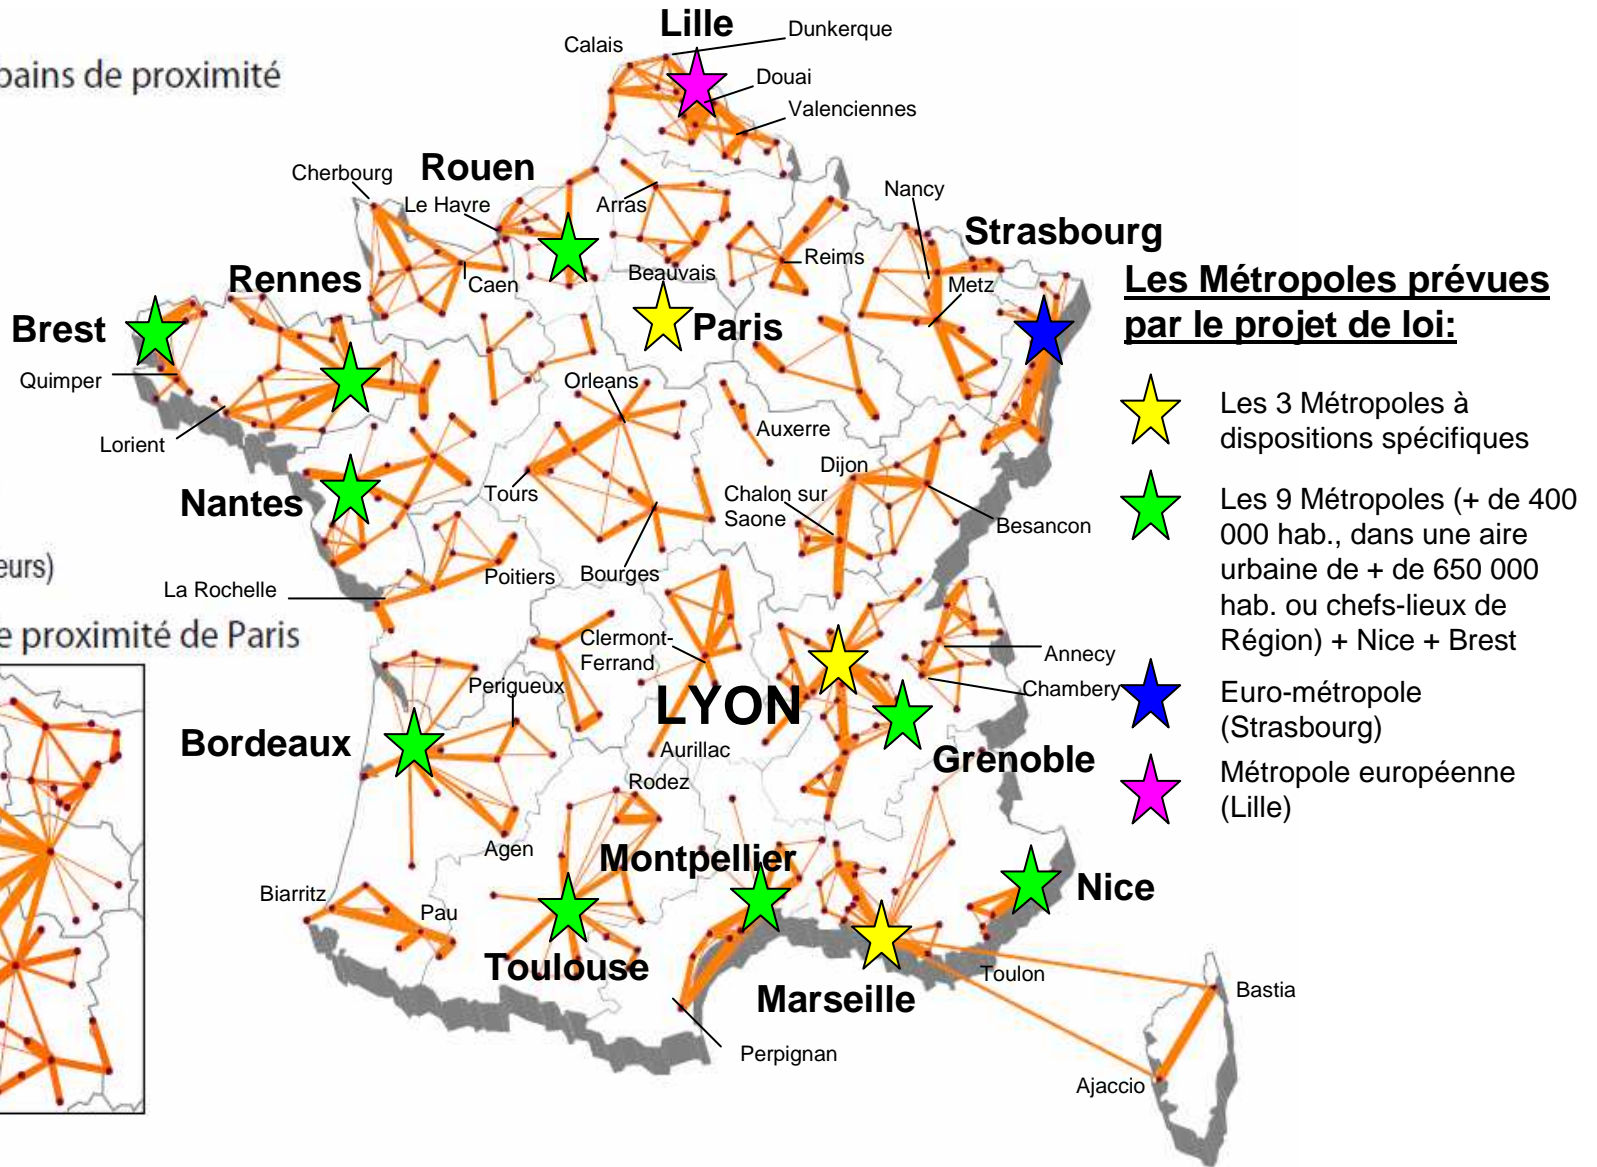 Lille
Dunkerque
Calais
bains de proximité
Douai
Valenciennes
Rouen
Cherbourg
Nancy
Le Havre
Arras
Strasbourg
Reims
Les Métropoles prévues
par le projet de loi:
Rennes
Caen
Beauvais
Metz
Brest
Paris
Quimper
Orleans
Les 3 Métropoles à
dispositions spécifiques
Auxerre
Lorient
Dijon
Tours
Nantes
Chalon sur
Saone
Besancon
Les 9 Métropoles (+ de 400
000 hab., dans une aire
urbaine de + de 650 000
hab. ou chefs-lieux de
Région) + Nice + Brest
eurs)
La Rochelle
Poitiers
Bourges
e proximité de Paris
Clermont-
Ferrand
Annecy
Chambery
Perigueux
LYON
Euro-métropole
(Strasbourg)
Bordeaux
Aurillac
Grenoble
Métropole européenne
(Lille)
Rodez
Agen
Montpellier
Biarritz
Pau
Nice
Toulouse
Toulon
Marseille
Bastia
Perpignan
Ajaccio